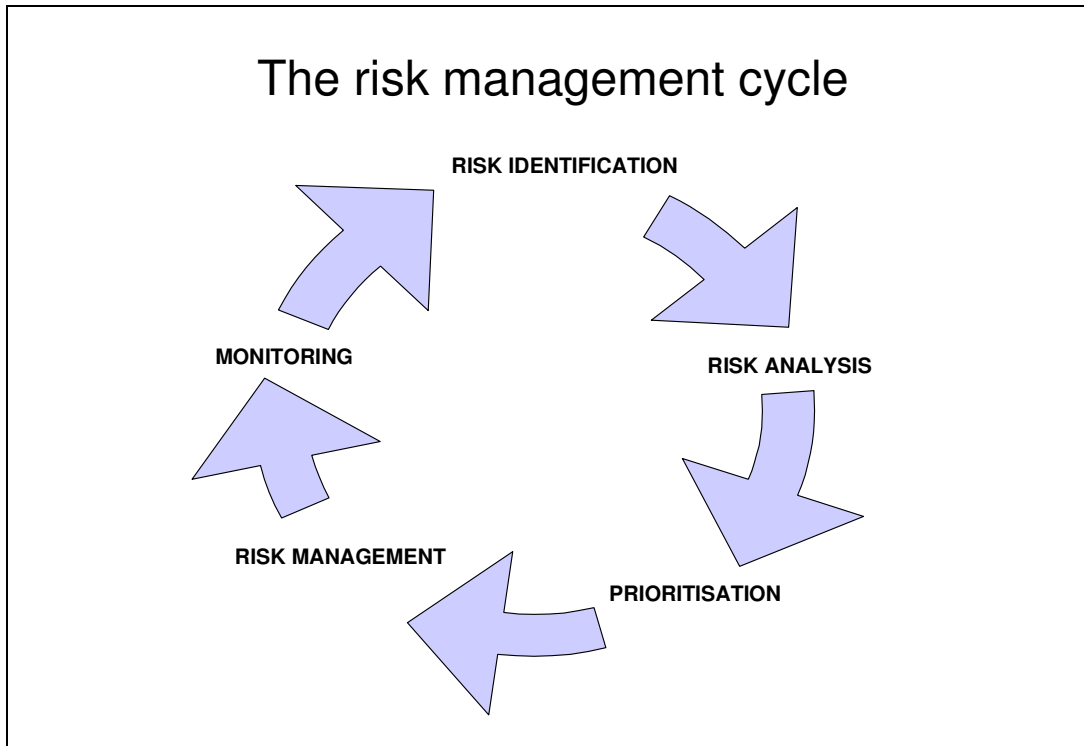 The risk management cycle
RISK IDENTIFICATION
MONITORING
RISK ANALYSIS
RISK MANAGEMENT
PRIORITISATION